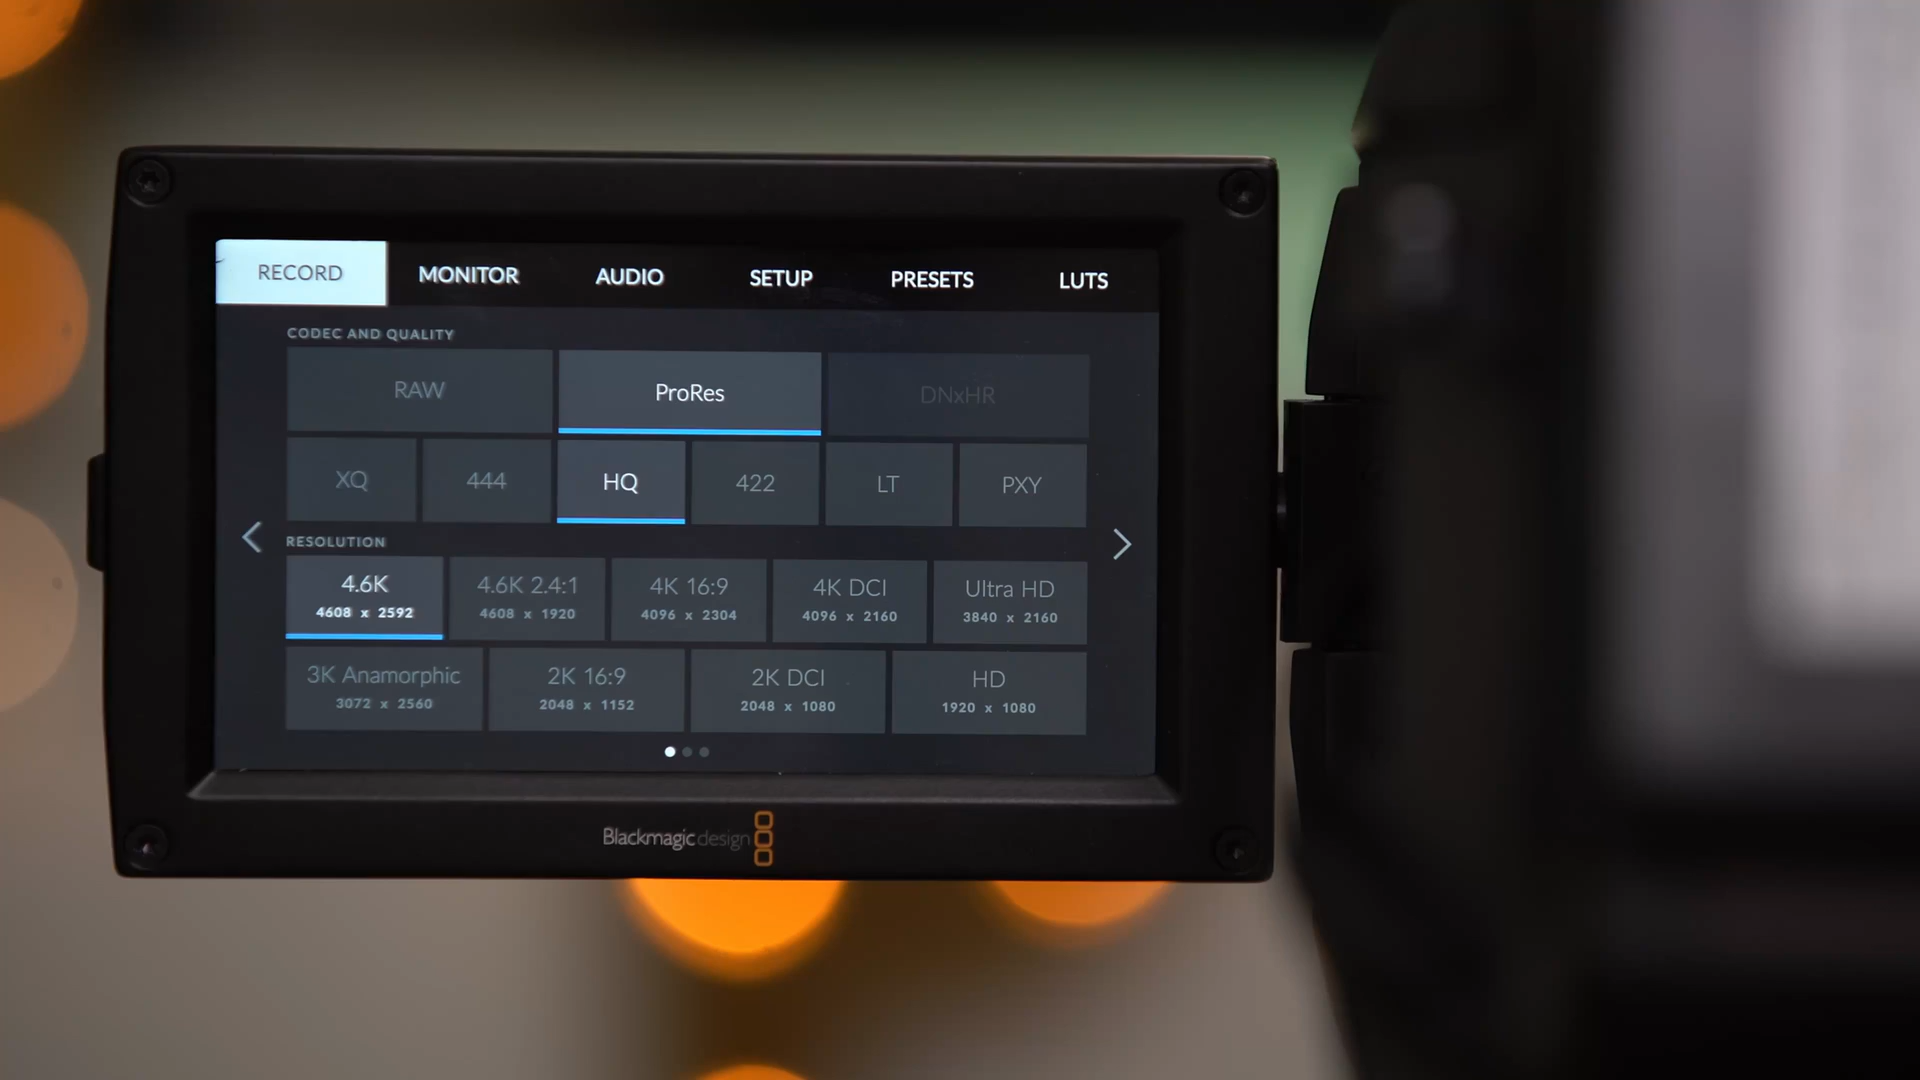 RECORD MONITOR AUDIO SETUP PRESETS LUTS
CODEC AND QUALITY
RAW ProRes DNxHR
XQ 444 HQ 422 LT PXY
RESOLUTION
4.6K 4.6K 2.4:1 4K 16:9 4K DCI Ultra HD
4608 x 2592 4608 x 1920 4096 x 2304 4096 x 2160 3840 x 2160
3K Anamorphic 2K 16:9 2K DCI HD
3072 x 2560 2048 x 1152 2048 x 1080 1920 x 1080
Blackmagicdesign